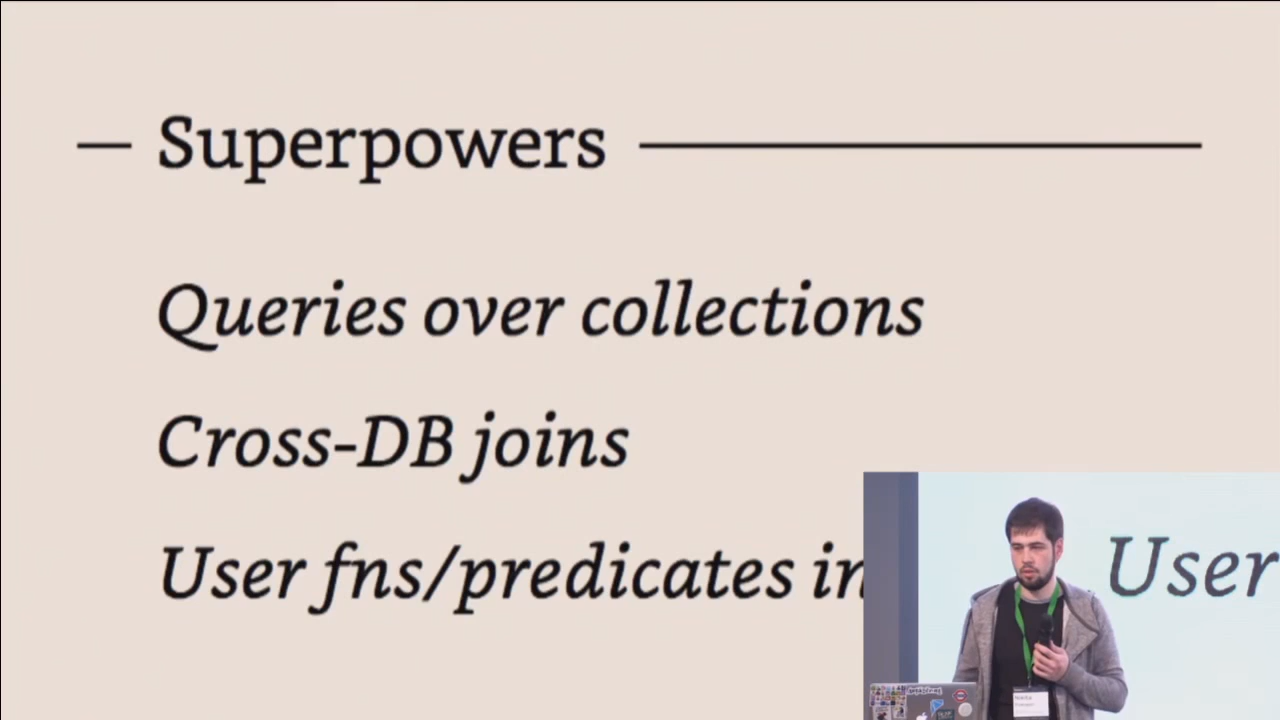 Superpowers
Queries over collections
Cross-DB joins
User fns/predicates in
User